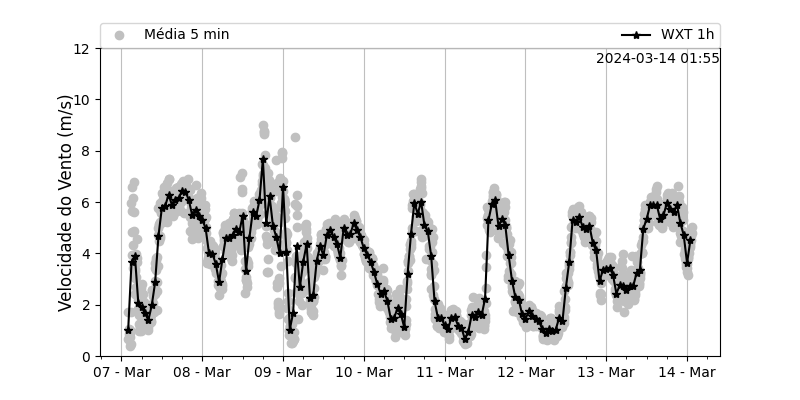 Média 5 min
WXT 1h
2024-03-14 01:55
Velocidade do Vento (m/s)
12
10
8
6
4
2
0
07 - Mar 08 - Mar 09 - Mar 10 - Mar 11 - Mar 12 - Mar 13 - Mar 14 - Mar